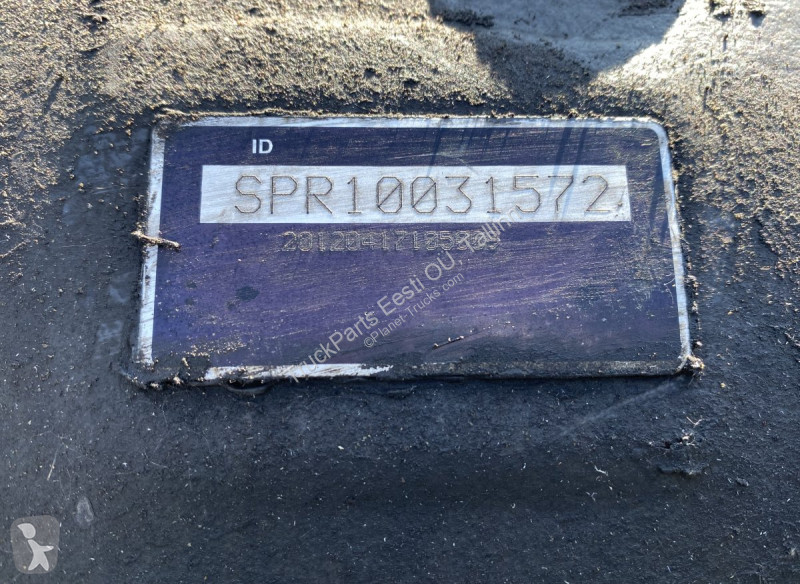 ID
SPR10031572
TruckParts Eesti OÜ, Tallinn
©Planet-Trucks.com